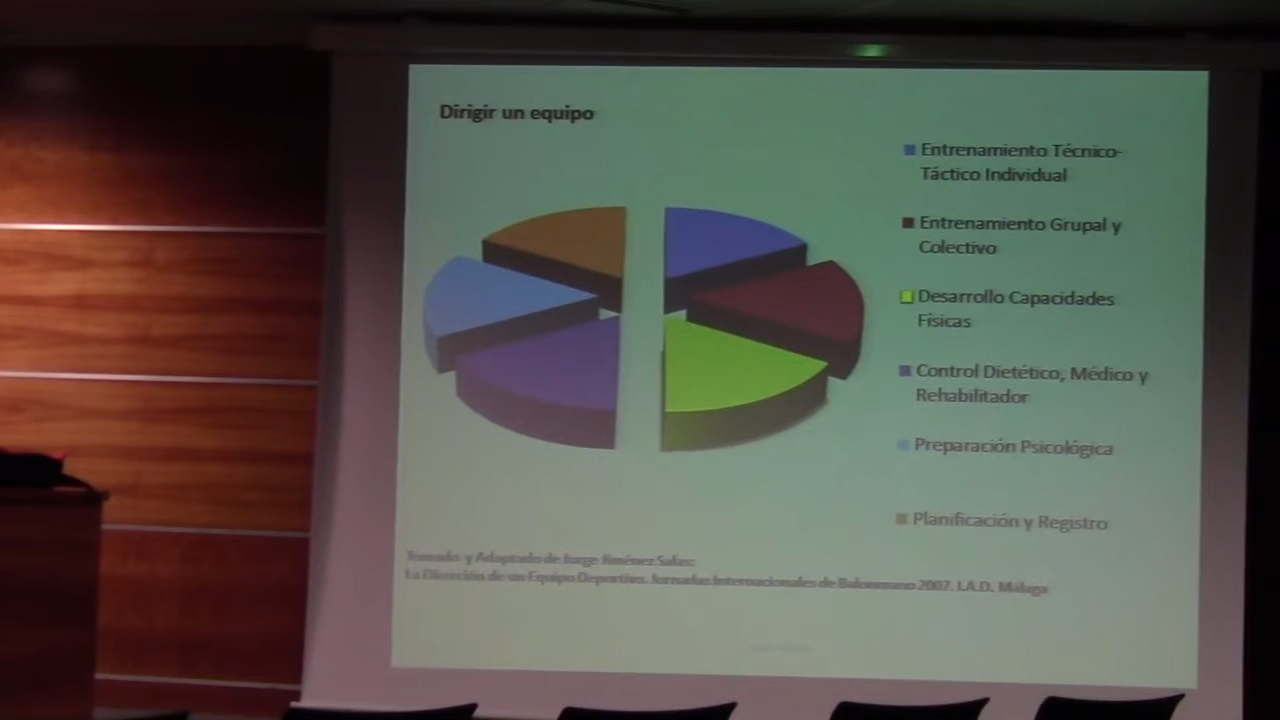 Dirigir un equipo
Entrenamiento Técnico-
Táctico Individual
Entrenamiento Grupal y
Colectivo
Desarrollo Capacidades
Físicas
Control Dietético, Médico y
Rehabilitador
Preparación Psicológica
Planificación y Registro
Tomado y Adaptado de Jorge Jiménez Salas:
La Dirección de un Equipo Deportivo. Jornadas Internacionales de Balonmano 2007. I.A.D. Málaga